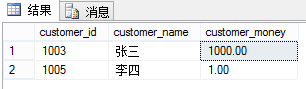 结果 消息
customer_id customer_name customer_money
1 1003 张三 1000.00
2 1005 李四 1.00